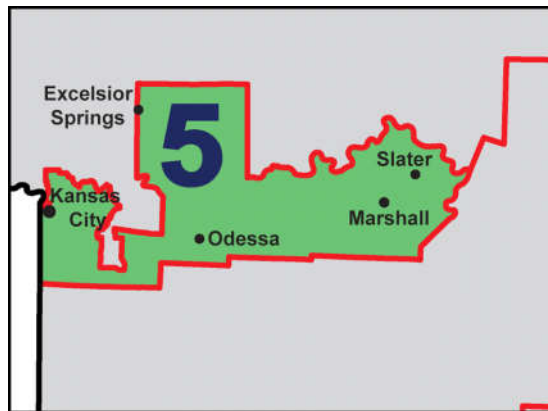 Excelsior
Springs
5
Slater
Kansas
City
Marshall
Odessa